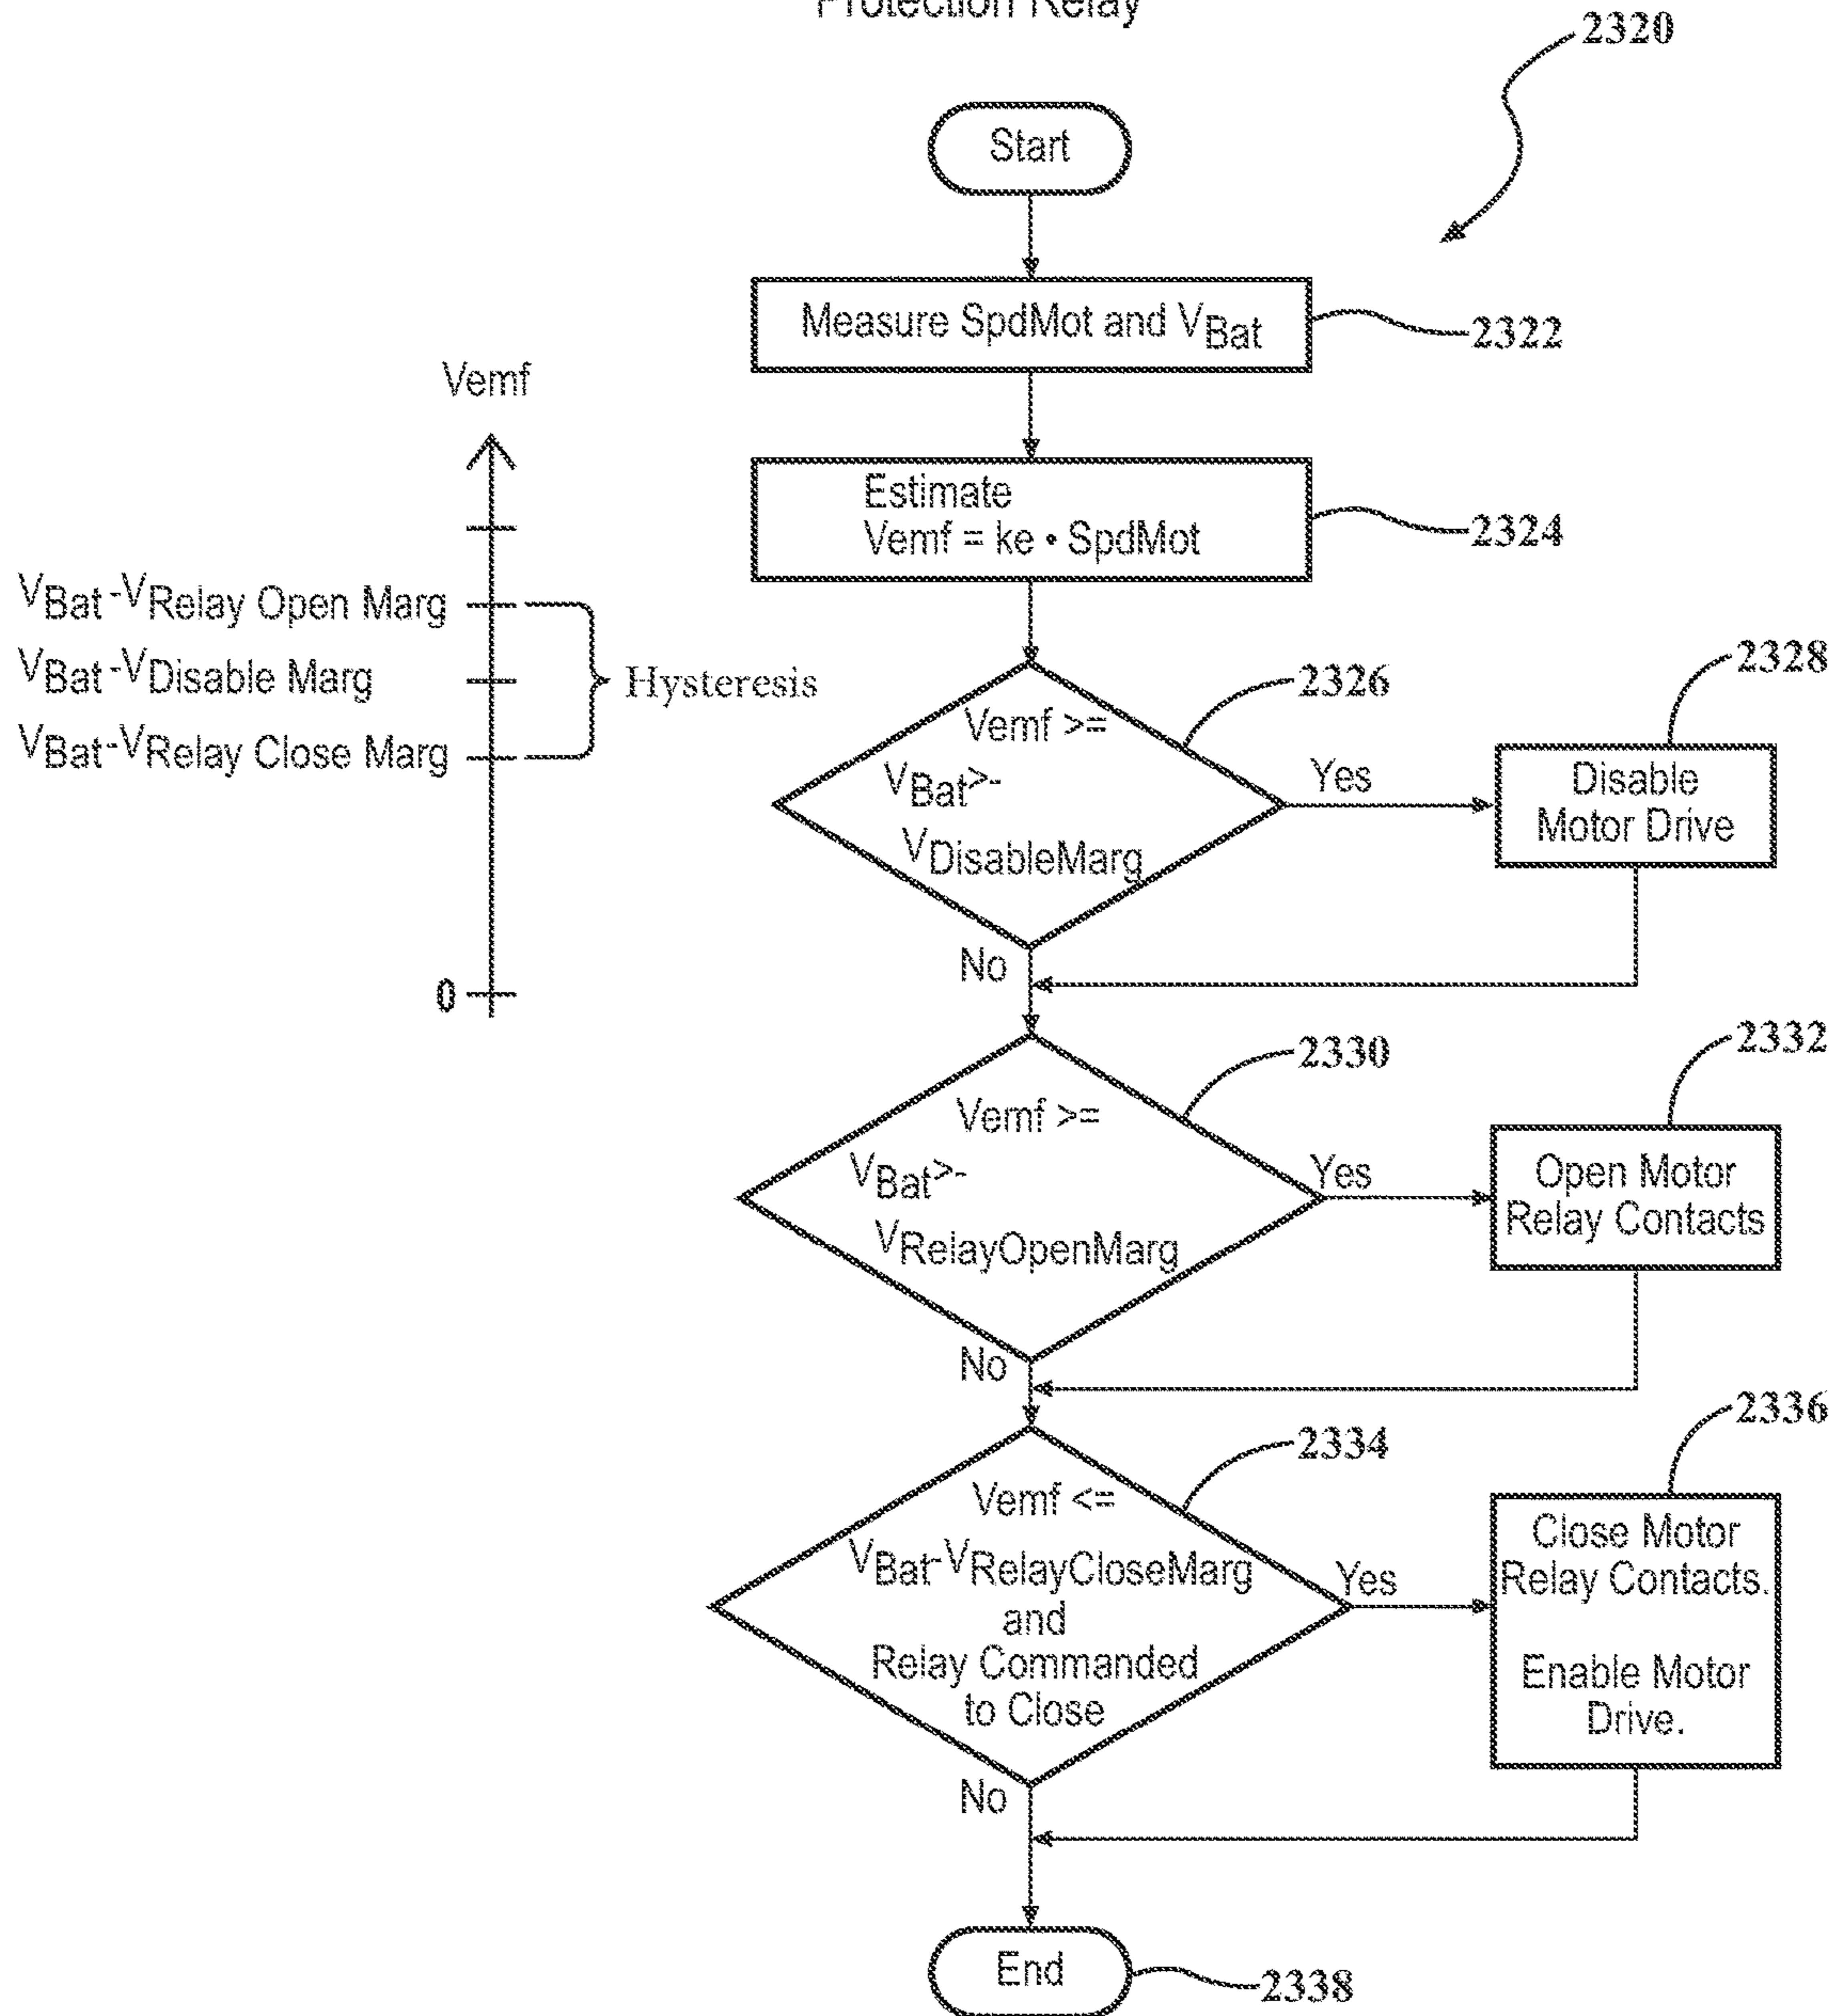 Protection Relay
2320
Start
Measure SpdMot and VBat
2322
Estimate
Vemf = ke • SpdMot
2324
Vemf
VBat-VRelay Open Marg
VBat-VDisable Marg
VBat-VRelay Close Marg
Hysteresis
0
Vemf >=
VBat>-
VDisableMarg
2326
Yes
Disable
Motor Drive
2328
No
Vemf >=
VBat>-
VRelayOpenMarg
2330
Yes
Open Motor
Relay Contacts
2332
No
Vemf <=
VBat-VRelayCloseMarg
and
Relay Commanded
to Close
2334
Yes
Close Motor
Relay Contacts.
Enable Motor
Drive.
2336
No
End
2338